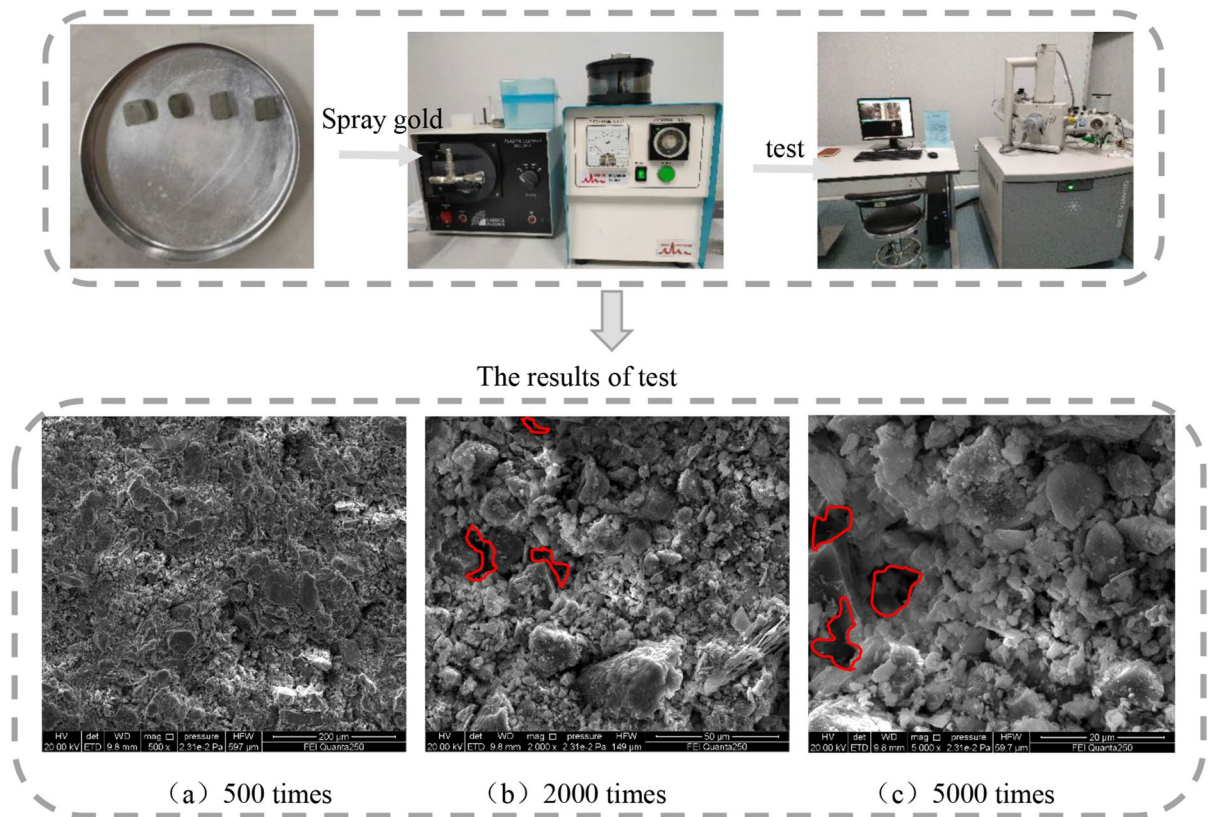 Spray gold
test
The results of test
HV det WD mag □ pressure HFW
20.00 kV ETD 9.8 mm 500 x 2.31e-2 Pa 597 µm
200 µm
FEI Quanta250
HV det WD mag □ pressure HFW
20.00 kV ETD 9.8 mm 2 000 x 2.31e-2 Pa 149 µm
50 µm
FEI Quanta250
HV det WD mag □ pressure HFW
20.00 kV ETD 9.8 mm 5 000 x 2.31e-2 Pa 59.7 µm
20 µm
FEI Quanta250
(a) 500 times
(b) 2000 times
(c) 5000 times